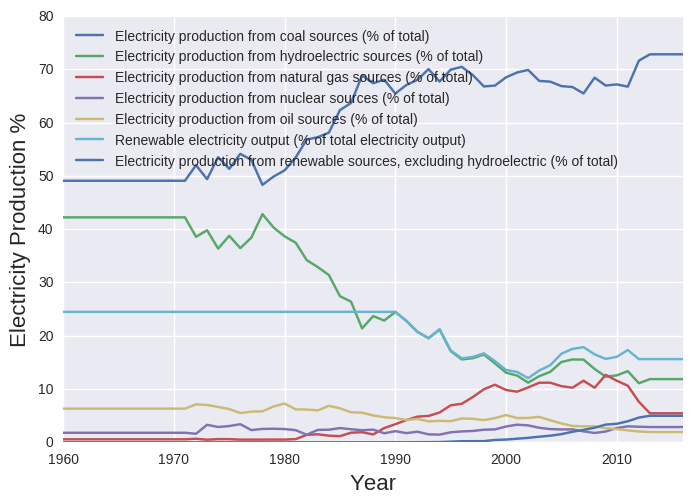 80
70
60
50
40
30
20
10
0
Electricity Production %
Electricity production from coal sources (% of total)
Electricity production from hydroelectric sources (% of total)
Electricity production from natural gas sources (% of total)
Electricity production from nuclear sources (% of total)
Electricity production from oil sources (% of total)
Renewable electricity output (% of total electricity output)
Electricity production from renewable sources, excluding hydroelectric (% of total)
1960 1970 1980 1990 2000 2010
Year